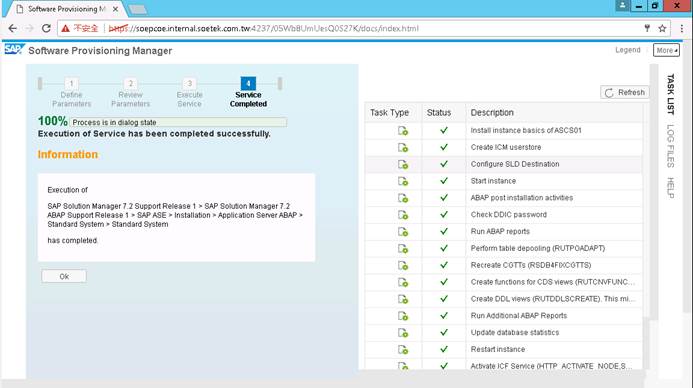 Software Provisioning Manager
不安全 https://soepcoe.internal.soetek.com.tw:4237/
/docs/index.html
SAP Software Provisioning Manager
Legend More
1 2 3 4
Define Parameters
Review Parameters
Execute Service
Service Completed
100% Process is in dialog state
Execution of Service has been completed successfully.
Information
Execution of
SAP Solution Manager 7.2 Support Release 1 > SAP Solution Manager 7.2
ABAP Support Release 1 > SAP ASE > Installation > Application Server ABAP >
Standard System > Standard System
has completed.
Ok
Refresh
Task Type Status Description
Install instance basics of ASCS01
Create ICM userstore
Configure SLD Destination
Start instance
ABAP post installation activities
Check DDIC password
Run ABAP reports
Perform table depooling (RUTPOADAPT)
Recreate CGTTs (RSDB4FIXCGTTS)
Create functions for CDS views (RUTCNVFUNC...
Create DDL views (RUTDDLSCREATE). This mi...
Run Additional ABAP Reports
Update database statistics
Restart instance
Activate ICF Service (HTTP_ACTIVATE_NODE,S...
TASK LIST
LOG FILES
HELP